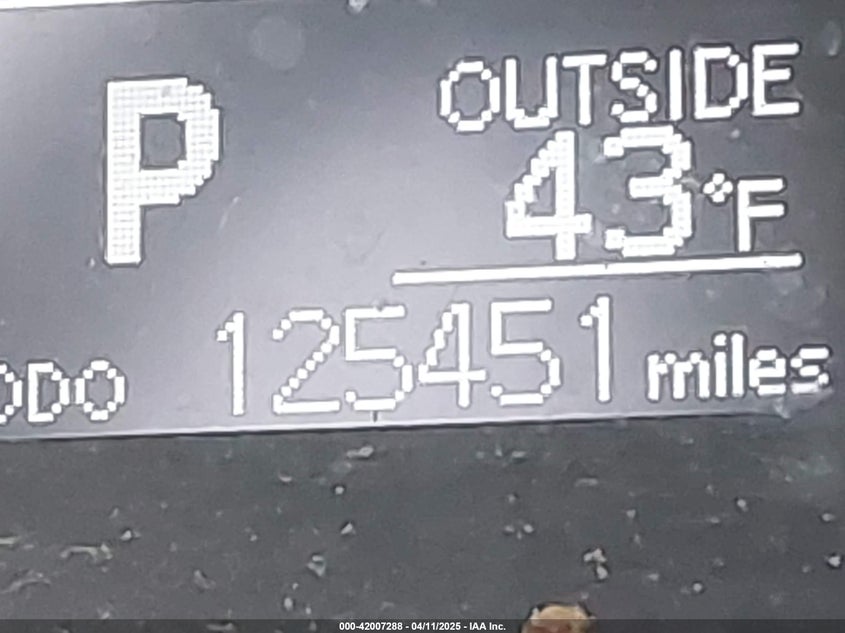 P
OUTSIDE
43°F
ODO 125451 miles
000-42007288 - 04/11/2025 - IAA Inc.